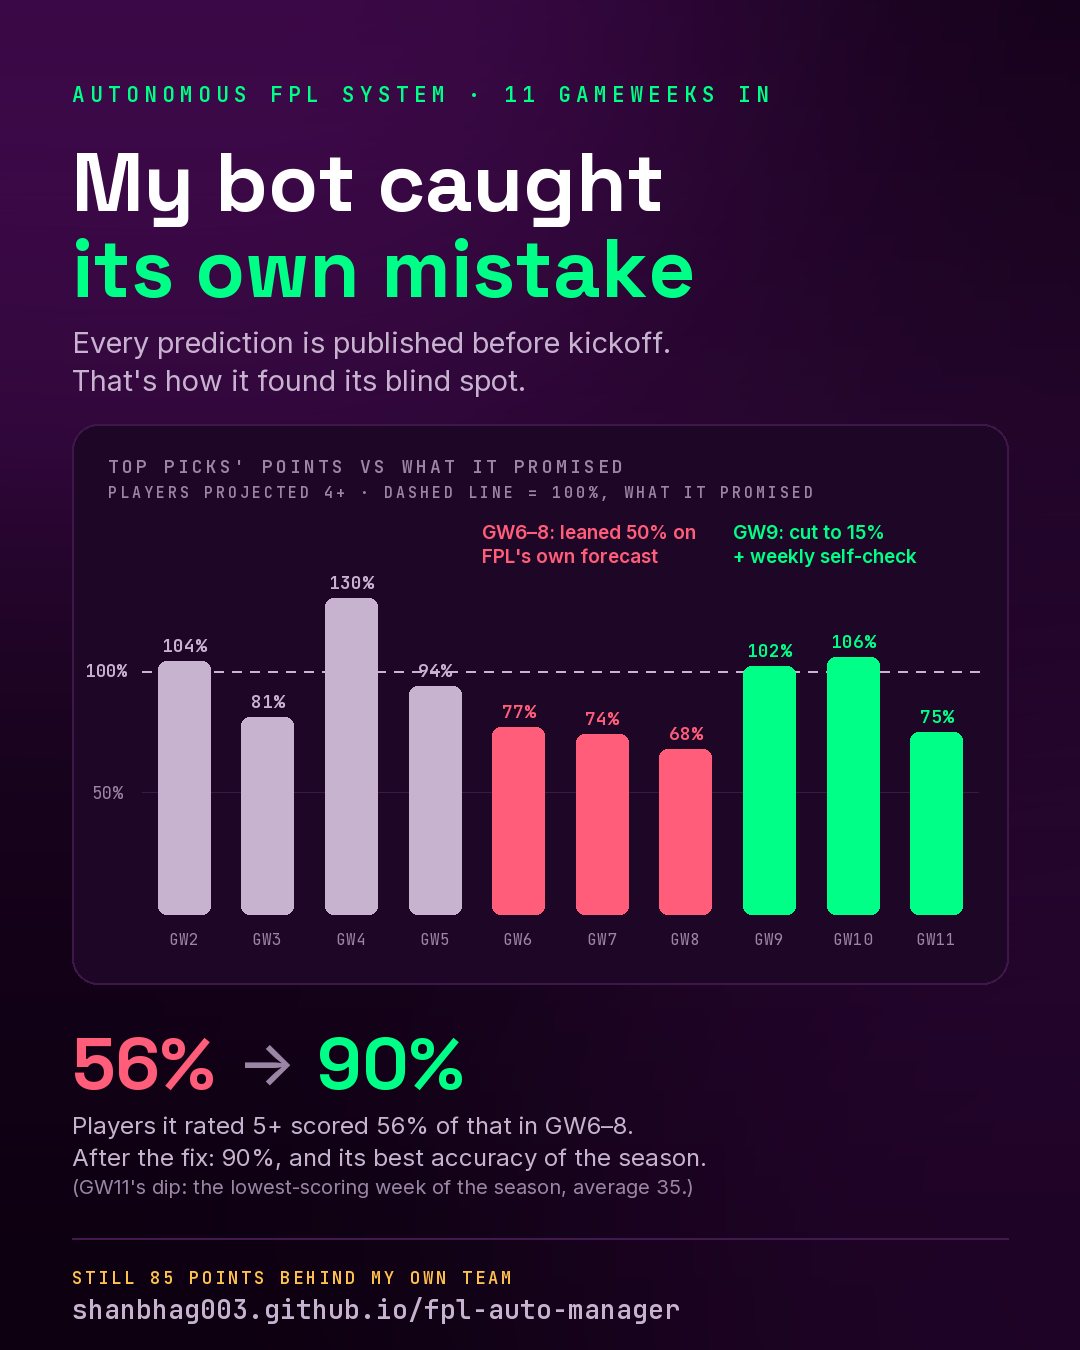 AUTONOMOUS FPL SYSTEM · 11 GAMEWEEKS IN
My bot caught
its own mistake
Every prediction is published before kickoff.
That's how it found its blind spot.
TOP PICKS' POINTS VS WHAT IT PROMISED
PLAYERS PROJECTED 4+ · DASHED LINE = 100%, WHAT IT PROMISED
GW6–8: leaned 50% on
FPL's own forecast
GW9: cut to 15%
+ weekly self-check
130%
104%
106%
102%
100%
94%
81%
77%
74%
75%
68%
50%
GW2 GW3 GW4 GW5 GW6 GW7 GW8 GW9 GW10 GW11
56% → 90%
Players it rated 5+ scored 56% of that in GW6–8.
After the fix: 90%, and its best accuracy of the season.
(GW11's dip: the lowest-scoring week of the season, average 35.)
STILL 85 POINTS BEHIND MY OWN TEAM
shanbhag003.github.io/fpl-auto-manager